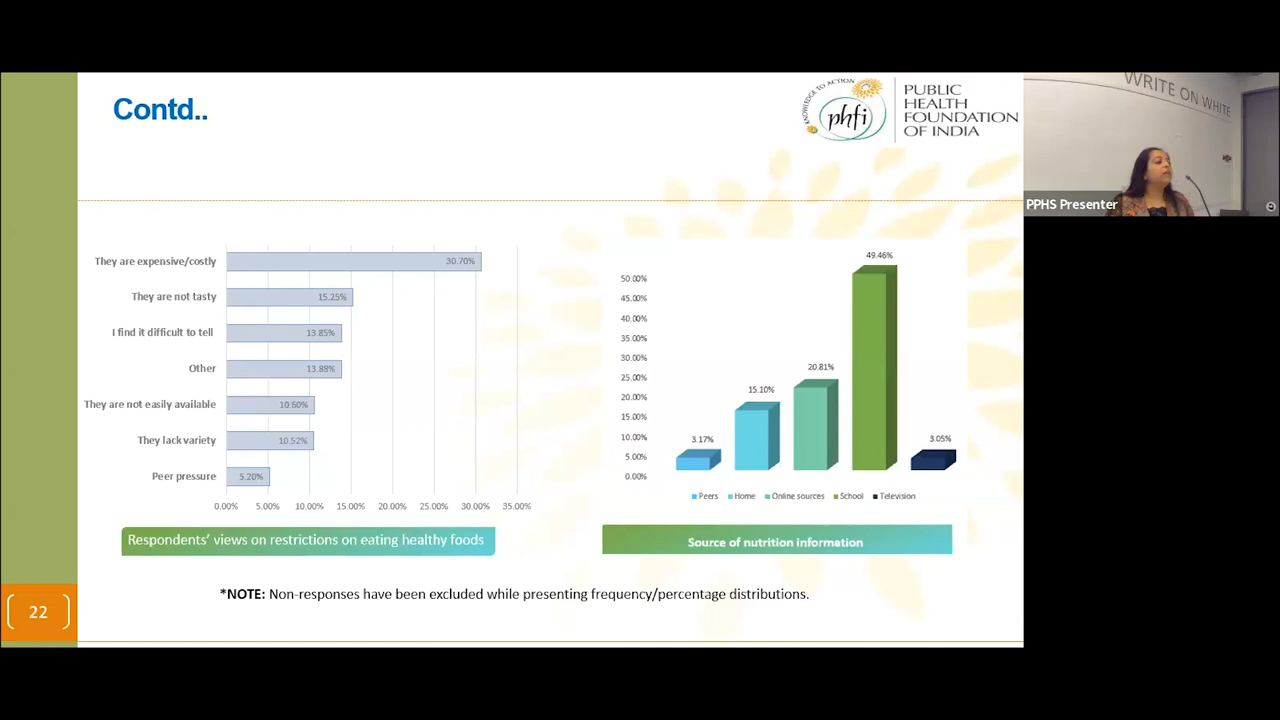 Contd..
KNOWLEDGE TO ACTION
phfi
PUBLIC
HEALTH
FOUNDATION
OF INDIA
WRITE ON WHITE
PPHS Presenter
They are expensive/costly
30.70%
They are not tasty
15.25%
I find it difficult to tell
13.85%
Other
13.88%
They are not easily available
10.60%
They lack variety
10.52%
Peer pressure
5.20%
0.00% 5.00% 10.00% 15.00% 20.00% 25.00% 30.00% 35.00%
Respondents' views on restrictions on eating healthy foods
50.00%
45.00%
40.00%
35.00%
30.00%
25.00%
20.00%
15.00%
10.00%
5.00%
0.00%
3.17%
15.10%
20.81%
49.46%
3.05%
Peers Home Online sources School Television
Source of nutrition information
*NOTE: Non-responses have been excluded while presenting frequency/percentage distributions.
22